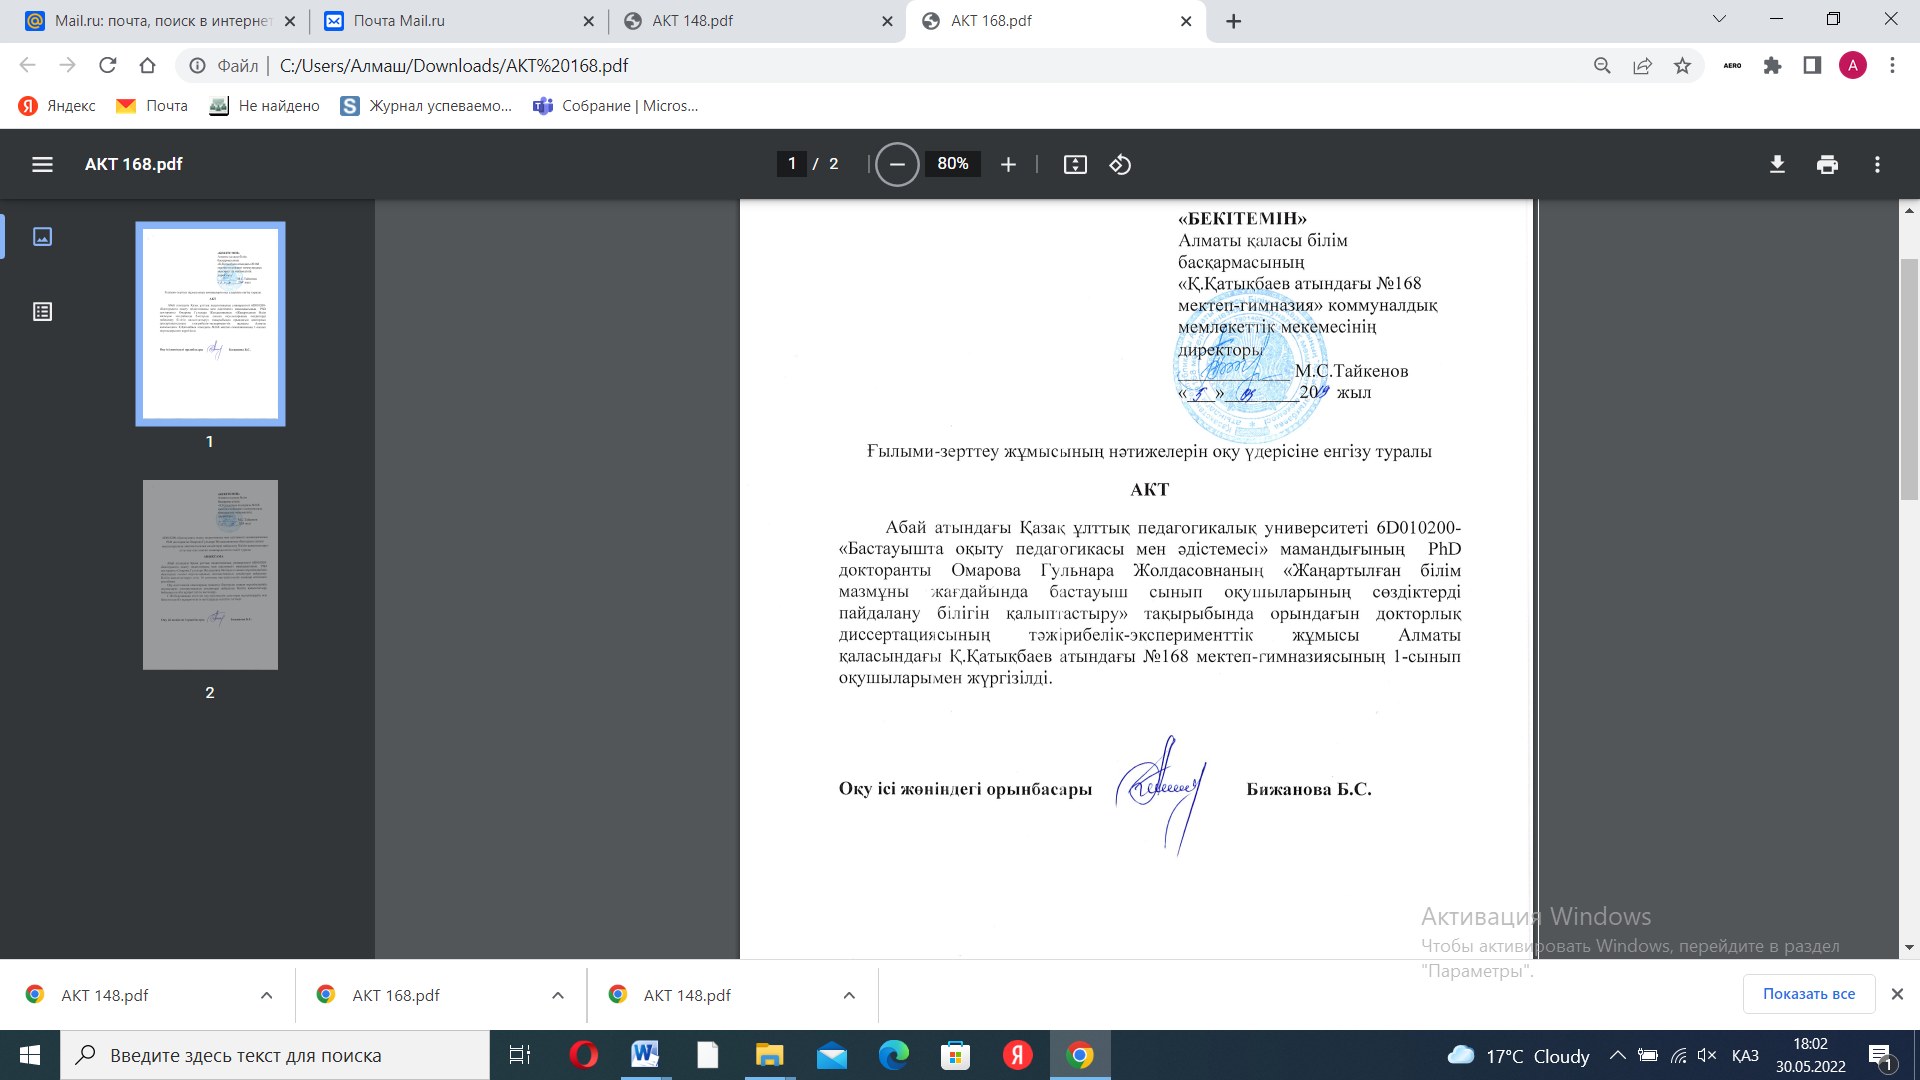 Mail.ru: почта, поиск в интернет
Почта Mail.ru
АКТ 148.pdf
АКТ 168.pdf
Файл
C:/Users/Алмаш/Downloads/АКТ%20168.pdf
AERO
A
Яндекс
Почта
Не найдено
Журнал успеваемо...
Собрание | Micros...
АКТ 168.pdf
1 / 2
80%
1
2
«БЕКІТЕМІН»
Алматы қаласы білім
басқармасының
«Қ.Қатықбаев атындағы №168
мектеп-гимназия» коммуналдық
мемлекеттік мекемесінің
директоры
____________ М.С.Тайкенов
«_5_»_03_2019 жыл
Ғылыми-зерттеу жұмысының нәтижелерін оқу үдерісіне енгізу туралы
АКТ
Абай атындағы Қазақ ұлттық педагогикалық университеті 6D010200-
«Бастауышта оқыту педагогикасы мен әдістемесі» мамандығының PhD
докторанты Омарова Гульнара Жолдасовнаның «Жаңартылған білім
мазмұны жағдайында бастауыш сынып оқушыларының сөздіктерді
пайдалану білігін қалыптастыру» тақырыбында орындағын докторлық
диссертациясының тәжірибелік-эксперименттік жұмысы Алматы
қаласындағы Қ.Қатықбаев атындағы №168 мектеп-гимназиясының 1-сынып
оқушыларымен жүргізілді.
Оқу ісі жөніндегі орынбасары
Бижанова Б.С.
Активация Windows
Чтобы активировать Windows, перейдите в раздел
"Параметры".
АКТ 148.pdf
АКТ 168.pdf
АКТ 148.pdf
Показать все
Введите здесь текст для поиска
17°C Cloudy
ҚАЗ
18:02
30.05.2022
1